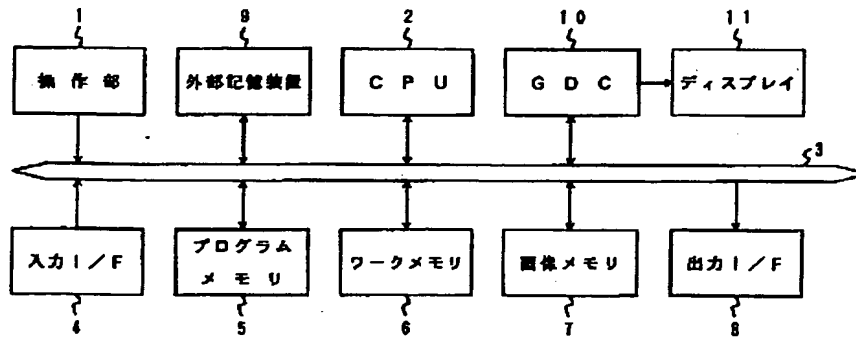 1 9 2 10 11
操作部 外部記憶装置 CPU GDC ディスプレイ
3
入力I/F プログラム ワークメモリ 画像メモリ 出力I/F
メモリ
4 5 6 7 8